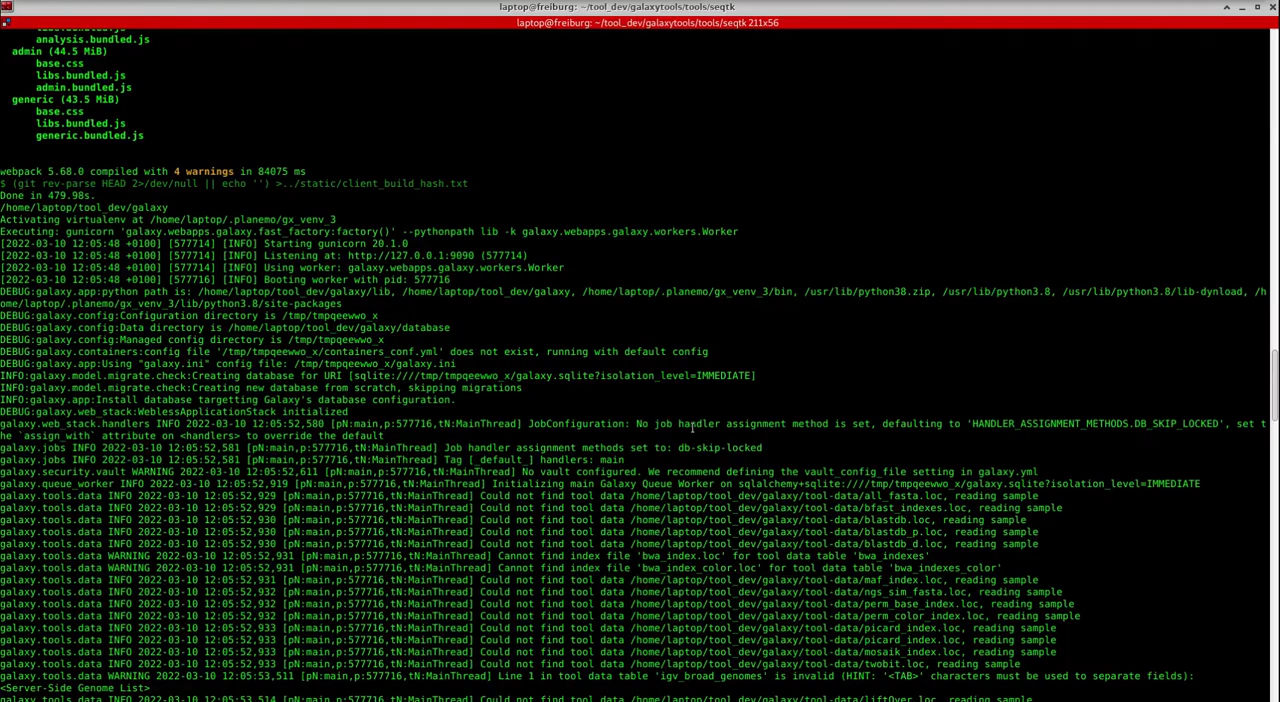 laptop@freiburg: ~/tool_dev/galaxytools/tools/seqtk
laptop@freiburg: ~/tool_dev/galaxytools/tools/seqtk 211x56
libs.bundled.js
analysis.bundled.js
admin (44.5 MiB)
base.css
libs.bundled.js
admin.bundled.js
generic (43.5 MiB)
base.css
libs.bundled.js
generic.bundled.js
webpack 5.68.0 compiled with 4 warnings in 84075 ms
$ (git rev-parse HEAD 2>/dev/null || echo '') >../static/client_build_hash.txt
Done in 479.98s.
/home/laptop/tool_dev/galaxy
Activating virtualenv at /home/laptop/.planemo/gx_venv_3
Executing: gunicorn 'galaxy.webapps.galaxy.fast_factory:factory()' --pythonpath lib -k galaxy.webapps.galaxy.workers.Worker
[2022-03-10 12:05:48 +0100] [577714] [INFO] Starting gunicorn 20.1.0
[2022-03-10 12:05:48 +0100] [577714] [INFO] Listening at: http://127.0.0.1:9090 (577714)
[2022-03-10 12:05:48 +0100] [577714] [INFO] Using worker: galaxy.webapps.galaxy.workers.Worker
[2022-03-10 12:05:48 +0100] [577716] [INFO] Booting worker with pid: 577716
DEBUG:galaxy.app:python path is: /home/laptop/tool_dev/galaxy/lib, /home/laptop/tool_dev/galaxy, /home/laptop/.planemo/gx_venv_3/bin, /usr/lib/python38.zip, /usr/lib/python3.8, /usr/lib/python3.8/lib-dynload, /h
ome/laptop/.planemo/gx_venv_3/lib/python3.8/site-packages
DEBUG:galaxy.config:Configuration directory is /tmp/tmpqeewwo_x
DEBUG:galaxy.config:Data directory is /home/laptop/tool_dev/galaxy/database
DEBUG:galaxy.config:Managed config directory is /tmp/tmpqeewwo_x
DEBUG:galaxy.containers:config file '/tmp/tmpqeewwo_x/containers_conf.yml' does not exist, running with default config
DEBUG:galaxy.app:Using "galaxy.ini" config file: /tmp/tmpqeewwo_x/galaxy.ini
INFO:galaxy.model.migrate.check:Creating database for URI [sqlite:////tmp/tmpqeewwo_x/galaxy.sqlite?isolation_level=IMMEDIATE]
INFO:galaxy.model.migrate.check:Creating new database from scratch, skipping migrations
INFO:galaxy.app:Install database targetting Galaxy's database configuration.
DEBUG:galaxy.web_stack:WeblessApplicationStack initialized
galaxy.web_stack.handlers INFO 2022-03-10 12:05:52,580 [pN:main,p:577716,tN:MainThread] JobConfiguration: No job handler assignment method is set, defaulting to 'HANDLER_ASSIGNMENT_METHODS.DB_SKIP_LOCKED', set t
he `assign_with` attribute on <handlers> to override the default
galaxy.jobs INFO 2022-03-10 12:05:52,581 [pN:main,p:577716,tN:MainThread] Job handler assignment methods set to: db-skip-locked
galaxy.jobs INFO 2022-03-10 12:05:52,581 [pN:main,p:577716,tN:MainThread] Tag [_default_] handlers: main
galaxy.security.vault WARNING 2022-03-10 12:05:52,611 [pN:main,p:577716,tN:MainThread] No vault configured. We recommend defining the vault_config_file setting in galaxy.yml
galaxy.queue_worker INFO 2022-03-10 12:05:52,919 [pN:main,p:577716,tN:MainThread] Initializing main Galaxy Queue Worker on sqlalchemy+sqlite:////tmp/tmpqeewwo_x/galaxy.sqlite?isolation_level=IMMEDIATE
galaxy.tools.data INFO 2022-03-10 12:05:52,929 [pN:main,p:577716,tN:MainThread] Could not find tool data /home/laptop/tool_dev/galaxy/tool-data/all_fasta.loc, reading sample
galaxy.tools.data INFO 2022-03-10 12:05:52,929 [pN:main,p:577716,tN:MainThread] Could not find tool data /home/laptop/tool_dev/galaxy/tool-data/bfast_indexes.loc, reading sample
galaxy.tools.data INFO 2022-03-10 12:05:52,930 [pN:main,p:577716,tN:MainThread] Could not find tool data /home/laptop/tool_dev/galaxy/tool-data/blastdb.loc, reading sample
galaxy.tools.data INFO 2022-03-10 12:05:52,930 [pN:main,p:577716,tN:MainThread] Could not find tool data /home/laptop/tool_dev/galaxy/tool-data/blastdb_p.loc, reading sample
galaxy.tools.data INFO 2022-03-10 12:05:52,930 [pN:main,p:577716,tN:MainThread] Could not find tool data /home/laptop/tool_dev/galaxy/tool-data/blastdb_d.loc, reading sample
galaxy.tools.data WARNING 2022-03-10 12:05:52,931 [pN:main,p:577716,tN:MainThread] Cannot find index file 'bwa_index.loc' for tool data table 'bwa_indexes'
galaxy.tools.data WARNING 2022-03-10 12:05:52,931 [pN:main,p:577716,tN:MainThread] Cannot find index file 'bwa_index_color.loc' for tool data table 'bwa_indexes_color'
galaxy.tools.data INFO 2022-03-10 12:05:52,931 [pN:main,p:577716,tN:MainThread] Could not find tool data /home/laptop/tool_dev/galaxy/tool-data/maf_index.loc, reading sample
galaxy.tools.data INFO 2022-03-10 12:05:52,932 [pN:main,p:577716,tN:MainThread] Could not find tool data /home/laptop/tool_dev/galaxy/tool-data/ngs_sim_fasta.loc, reading sample
galaxy.tools.data INFO 2022-03-10 12:05:52,932 [pN:main,p:577716,tN:MainThread] Could not find tool data /home/laptop/tool_dev/galaxy/tool-data/perm_base_index.loc, reading sample
galaxy.tools.data INFO 2022-03-10 12:05:52,932 [pN:main,p:577716,tN:MainThread] Could not find tool data /home/laptop/tool_dev/galaxy/tool-data/perm_color_index.loc, reading sample
galaxy.tools.data INFO 2022-03-10 12:05:52,933 [pN:main,p:577716,tN:MainThread] Could not find tool data /home/laptop/tool_dev/galaxy/tool-data/picard_index.loc, reading sample
galaxy.tools.data INFO 2022-03-10 12:05:52,933 [pN:main,p:577716,tN:MainThread] Could not find tool data /home/laptop/tool_dev/galaxy/tool-data/picard_index.loc, reading sample
galaxy.tools.data INFO 2022-03-10 12:05:52,933 [pN:main,p:577716,tN:MainThread] Could not find tool data /home/laptop/tool_dev/galaxy/tool-data/mosaik_index.loc, reading sample
galaxy.tools.data INFO 2022-03-10 12:05:52,933 [pN:main,p:577716,tN:MainThread] Could not find tool data /home/laptop/tool_dev/galaxy/tool-data/twobit.loc, reading sample
galaxy.tools.data WARNING 2022-03-10 12:05:53,511 [pN:main,p:577716,tN:MainThread] Line 1 in tool data table 'igv_broad_genomes' is invalid (HINT: '<TAB>' characters must be used to separate fields):
<Server-Side Genome List>
galaxy.tools.data INFO 2022-03-10 12:05:53,514 [pN:main,p:577716,tN:MainThread] Could not find tool data /home/laptop/tool_dev/galaxy/tool-data/liftOver.loc, reading sample